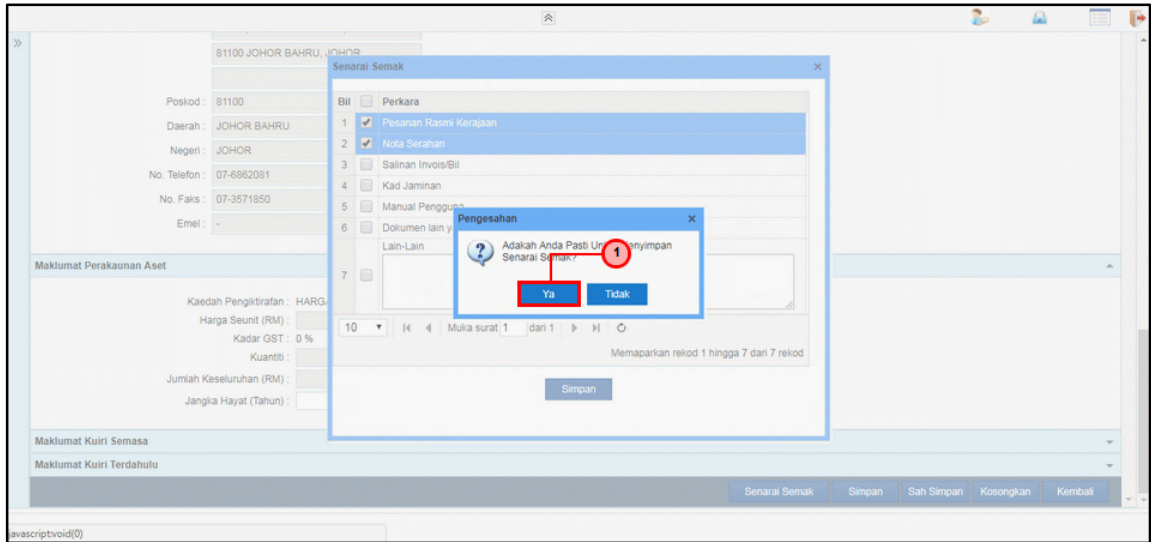 81100 JOHOR BAHRU, JOHOR
Poskod : 81100
Daerah : JOHOR BAHRU
Negeri : JOHOR
No. Telefon : 07-6862081
No. Faks : 07-3571850
Emel : -
Maklumat Perakaunan Aset
Kaedah Pengiktirafan : HARG
Harga Seunit (RM) :
Kadar GST : 0 %
Kuantiti :
Jumlah Keseluruhan (RM) :
Jangka Hayat (Tahun) :
Maklumat Kuiri Semasa
Maklumat Kuiri Terdahulu
Senarai Semak
Bil Perkara
1 Pesanan Rasmi Kerajaan
2 Nota Serahan
3 Salinan Invois/Bil
4 Kad Jaminan
5 Manual Pengguna
6 Dokumen lain y
Lain-Lain
7
10 Muka surat 1 dari 1
Memaparkan rekod 1 hingga 7 dari 7 rekod
Simpan
Pengesahan
Adakah Anda Pasti Un enyimpan
Senarai Semak?
1
Ya Tidak
Senarai Semak Simpan Sah Simpan Kosongkan Kembali
javascript:void(0)